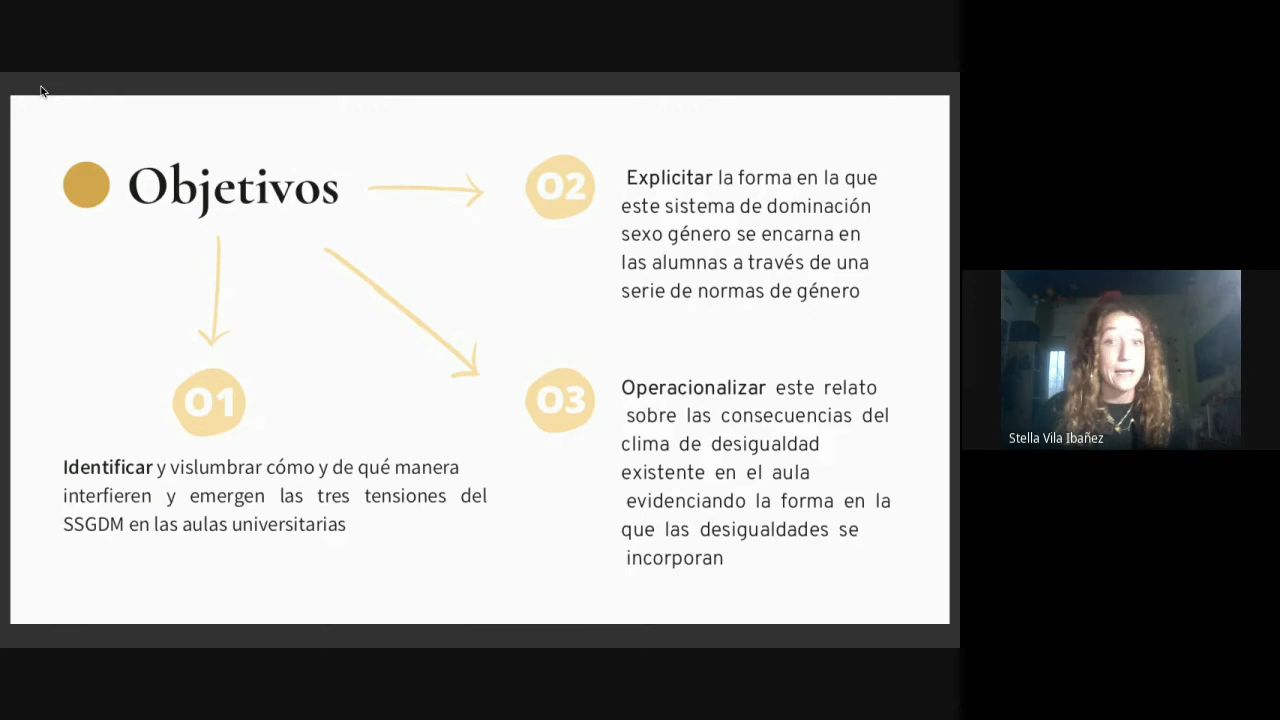 Objetivos
01
Identificar y vislumbrar cómo y de qué manera
interfieren y emergen las tres tensiones del
SSGDM en las aulas universitarias
02
Explicitar la forma en la que
este sistema de dominación
sexo género se encarna en
las alumnas a través de una
serie de normas de género
03
Operacionalizar este relato
sobre las consecuencias del
clima de desigualdad
existente en el aula
evidenciando la forma en la
que las desigualdades se
incorporan
Stella Vila Ibañez